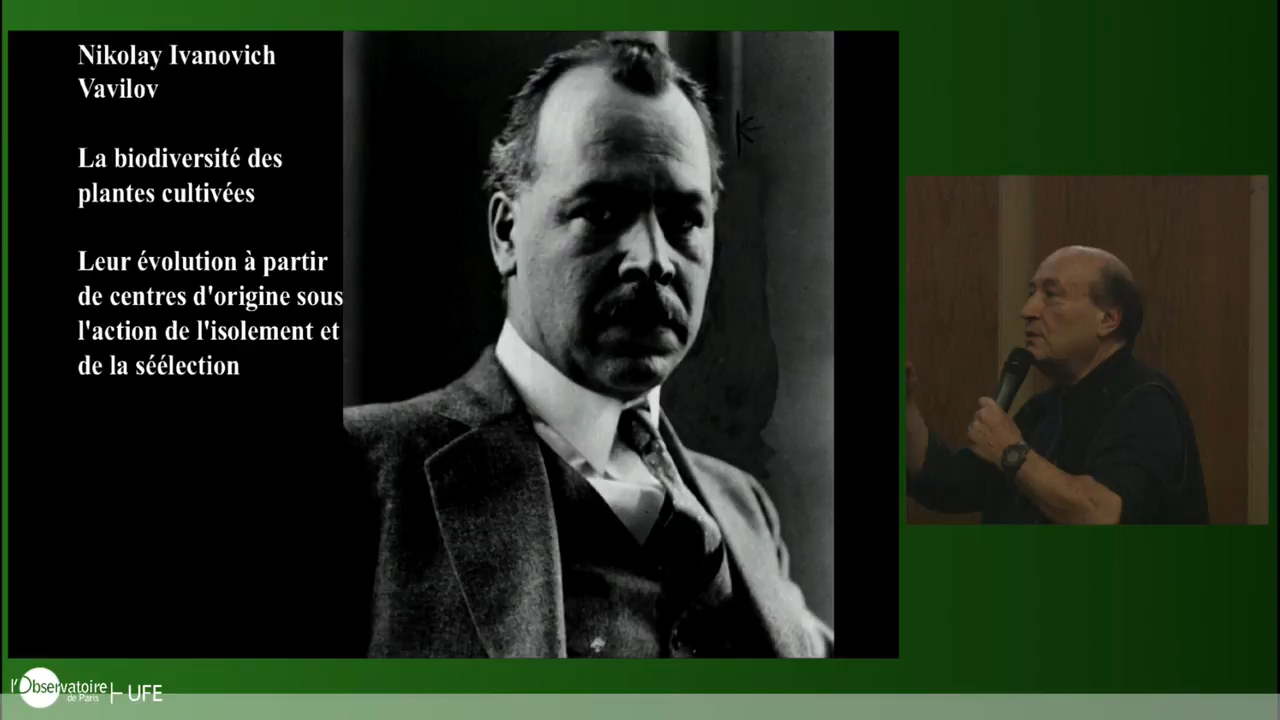 Nikolay Ivanovich
Vavilov
La biodiversité des
plantes cultivées
Leur évolution à partir
de centres d'origine sous
l'action de l'isolement et
de la séélection
l'Observatoire
de Paris
UFE